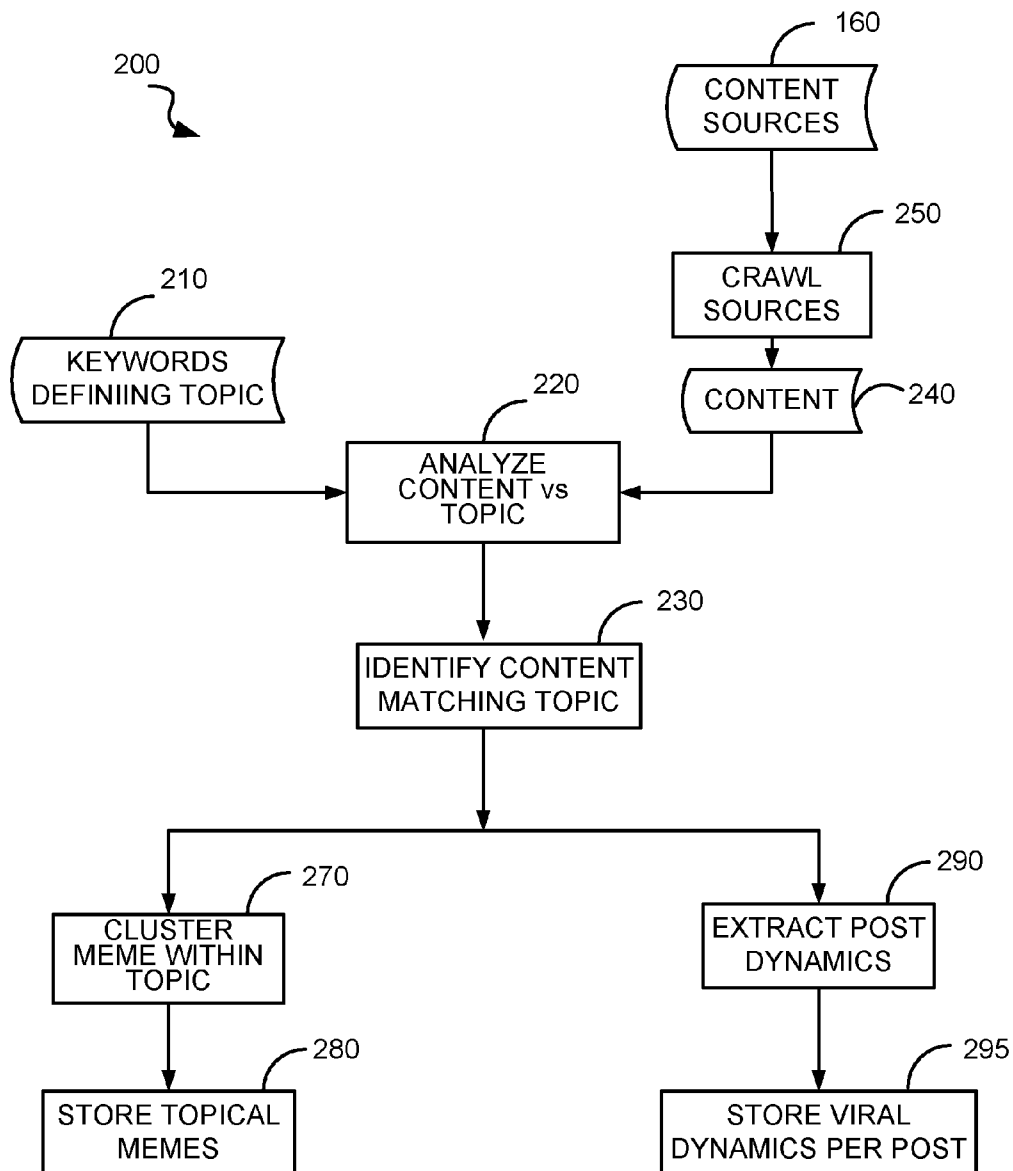 160
200
CONTENT
SOURCES
250
CRAWL
SOURCES
210
KEYWORDS
DEFINIING TOPIC
CONTENT
240
220
ANALYZE
CONTENT vs
TOPIC
230
IDENTIFY CONTENT
MATCHING TOPIC
270
CLUSTER
MEME WITHIN
TOPIC
290
EXTRACT POST
DYNAMICS
280
STORE TOPICAL
MEMES
295
STORE VIRAL
DYNAMICS PER POST